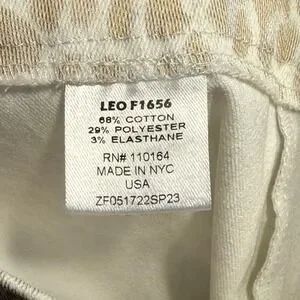 LEO F1656
68% COTTON
29% POLYESTER
3% ELASTHANE
RN# 110164
MADE IN NYC
USA
ZF051722SP23